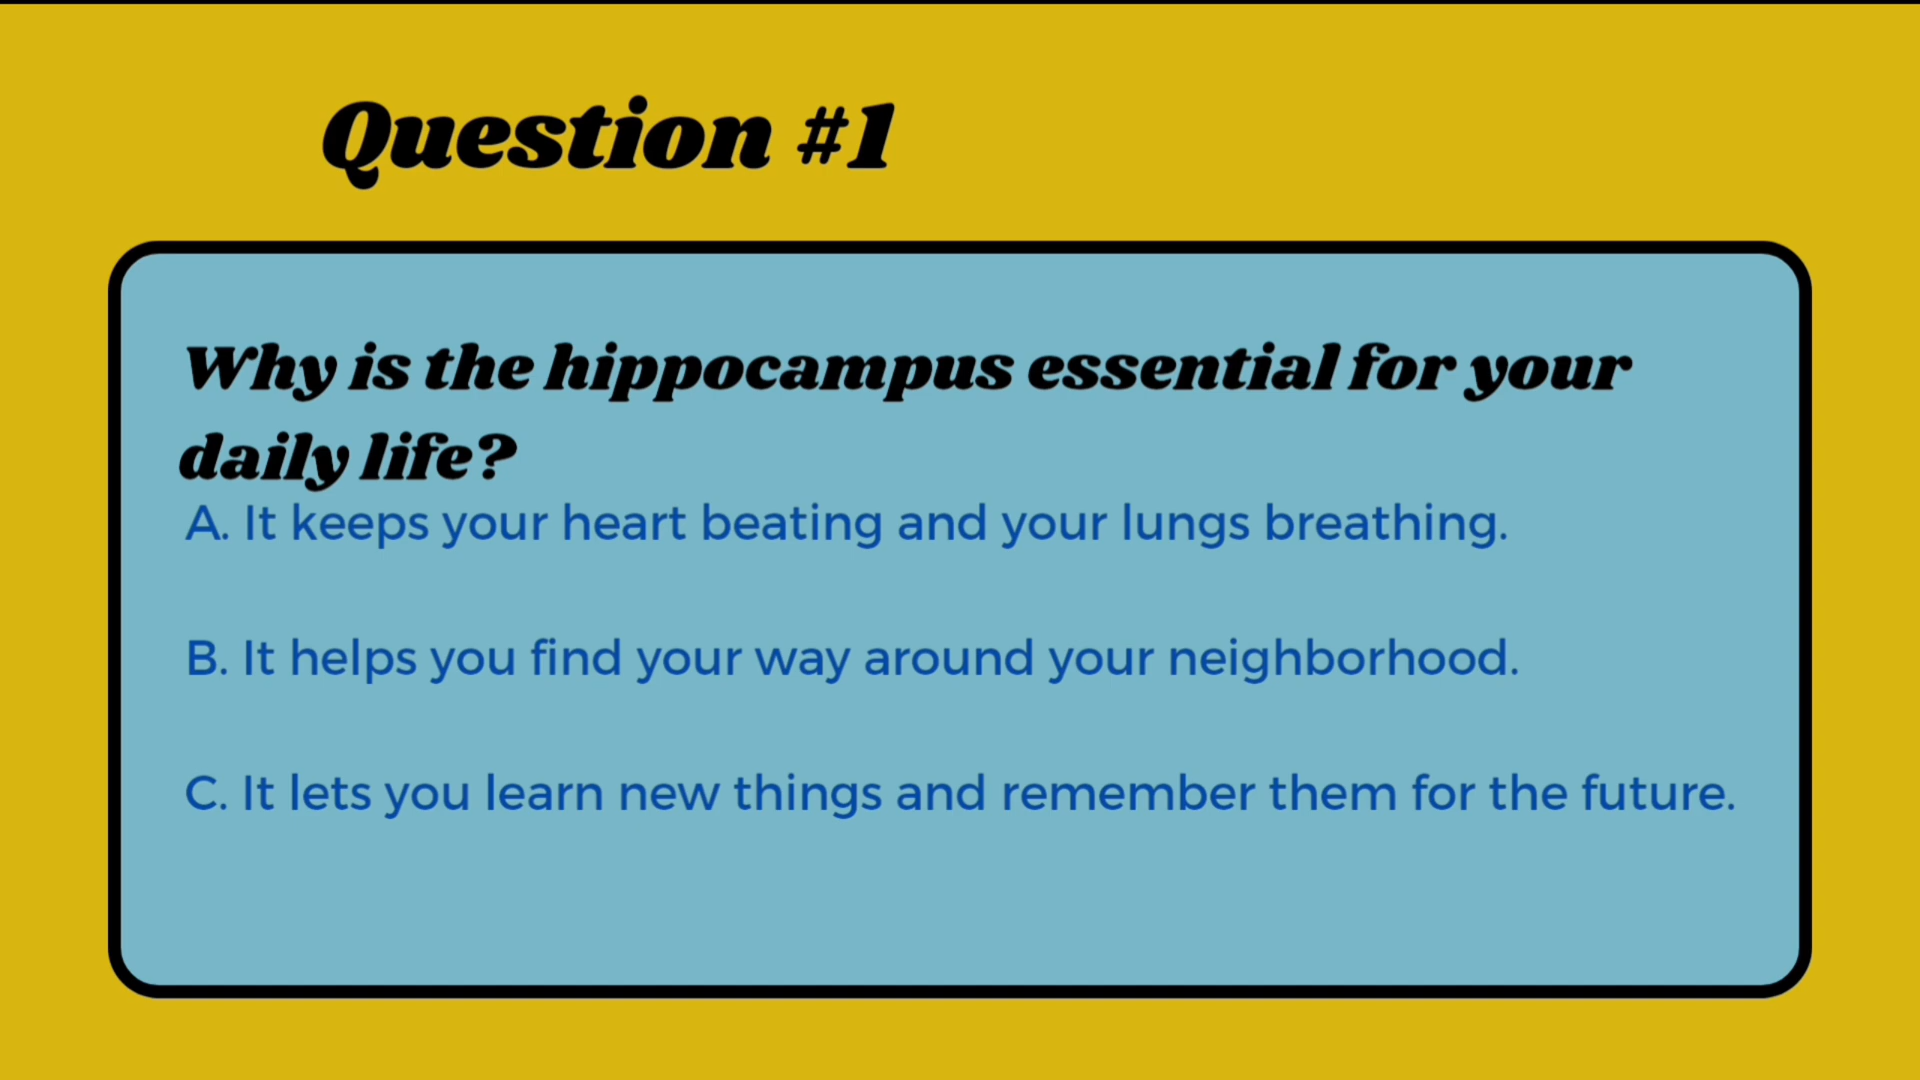 Question #1
Why is the hippocampus essential for your
daily life?
A. It keeps your heart beating and your lungs breathing.
B. It helps you find your way around your neighborhood.
C. It lets you learn new things and remember them for the future.